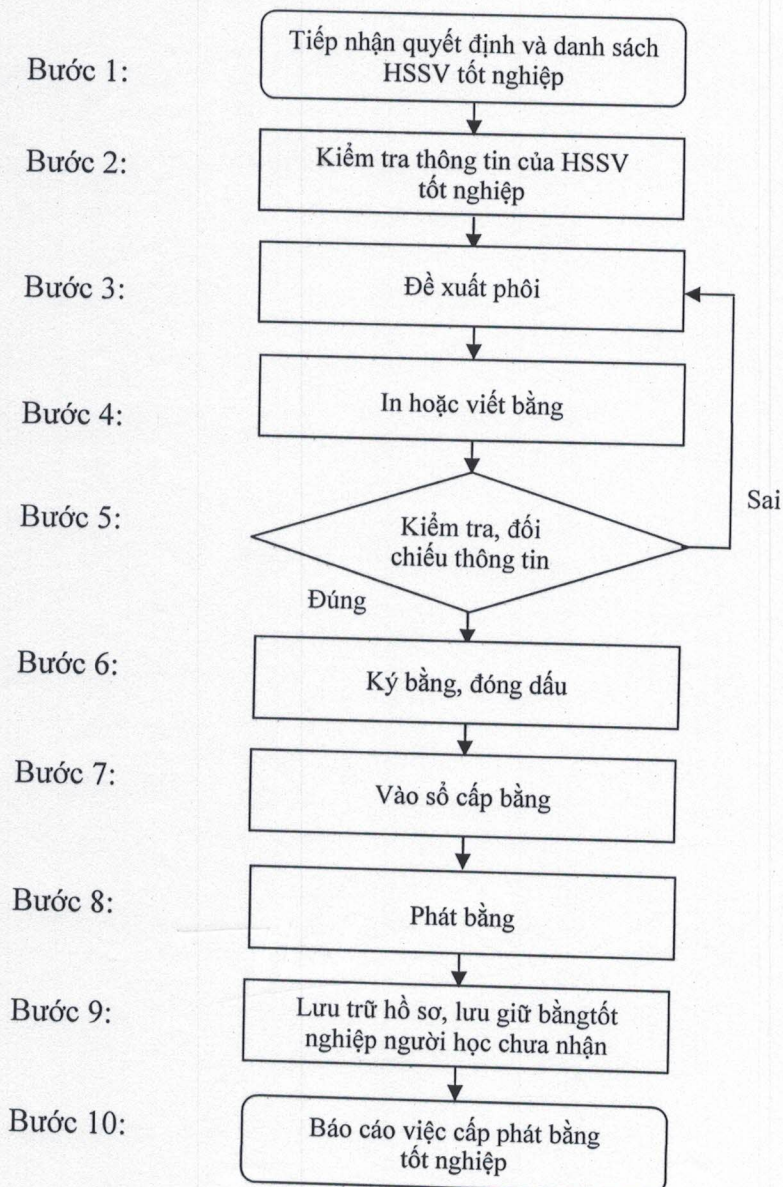 Bước 1:
Tiếp nhận quyết định và danh sách
HSSV tốt nghiệp
Bước 2:
Kiểm tra thông tin của HSSV
tốt nghiệp
Bước 3:
Đề xuất phôi
Bước 4:
In hoặc viết bằng
Bước 5:
Kiểm tra, đối
chiếu thông tin
Sai
Đúng
Bước 6:
Ký bằng, đóng dấu
Bước 7:
Vào sổ cấp bằng
Bước 8:
Phát bằng
Bước 9:
Lưu trữ hồ sơ, lưu giữ bằngtốt
nghiệp người học chưa nhận
Bước 10:
Báo cáo việc cấp phát bằng
tốt nghiệp